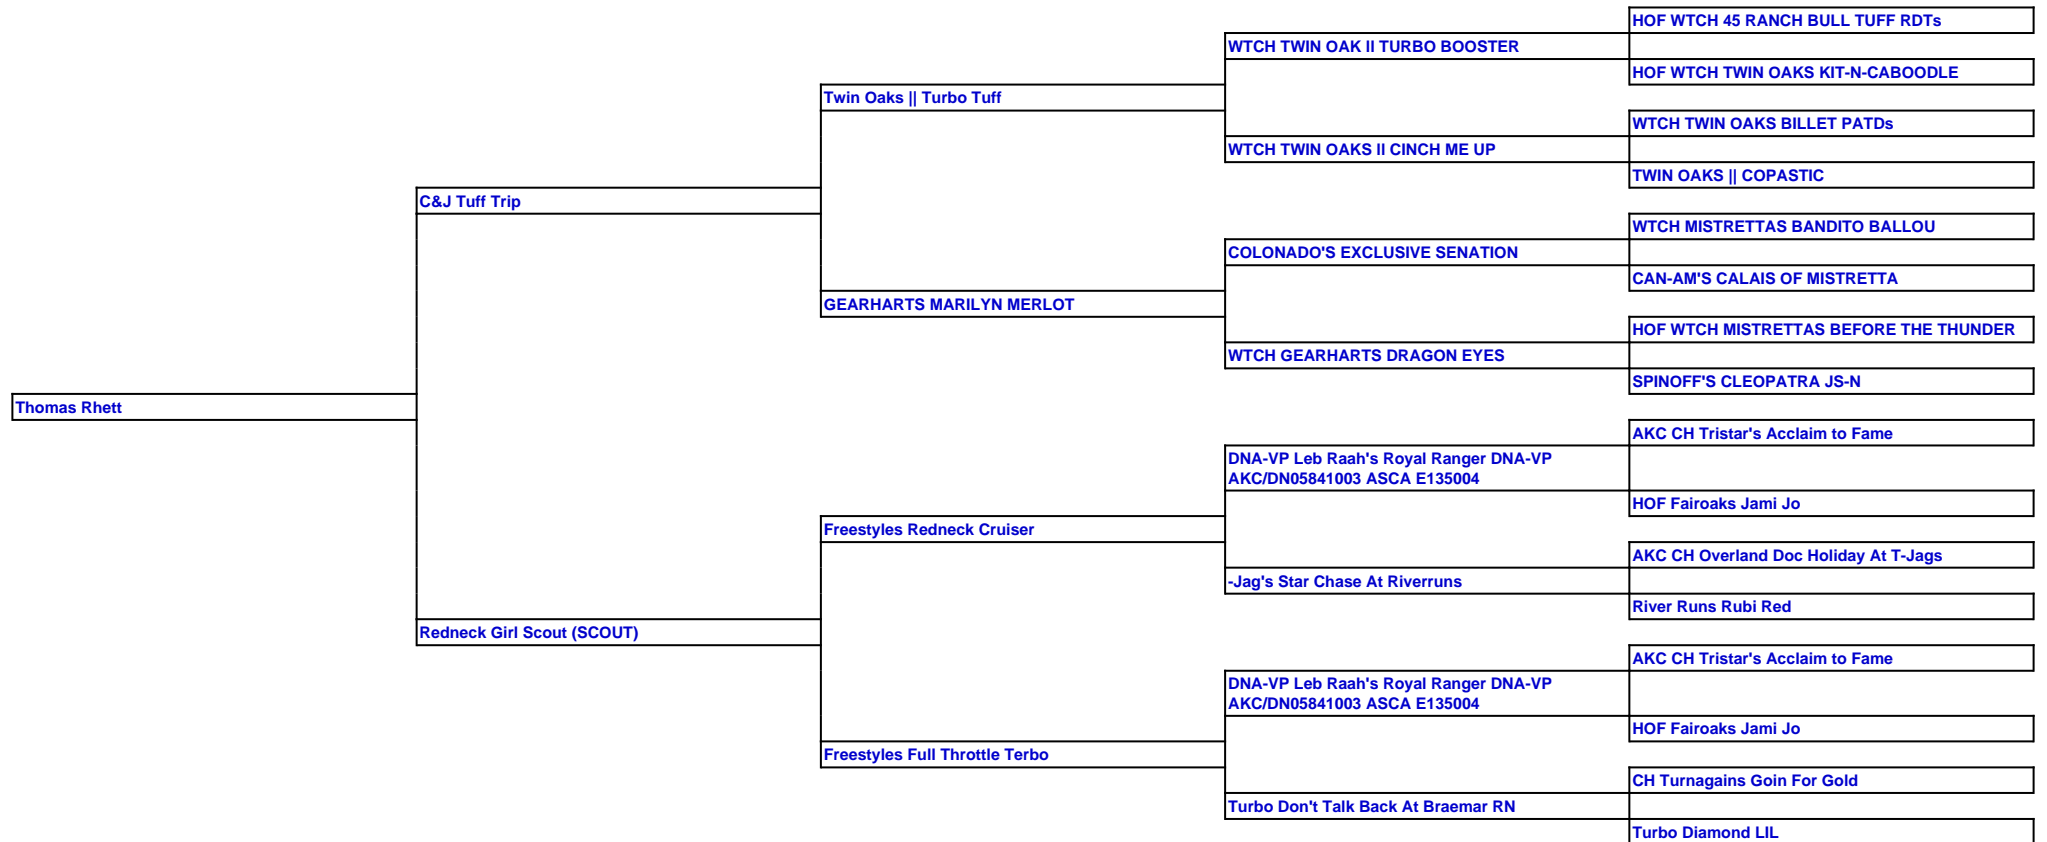 HOF WTCH 45 RANCH BULL TUFF RDTs
WTCH TWIN OAK II TURBO BOOSTER
HOF WTCH TWIN OAKS KIT-N-CABOODLE
Twin Oaks || Turbo Tuff
WTCH TWIN OAKS BILLET PATDs
WTCH TWIN OAKS II CINCH ME UP
TWIN OAKS || COPASTIC
C&J Tuff Trip
WTCH MISTRETTAS BANDITO BALLOU
COLONADO'S EXCLUSIVE SENATION
CAN-AM'S CALAIS OF MISTRETTA
GEARHARTS MARILYN MERLOT
HOF WTCH MISTRETTAS BEFORE THE THUNDER
WTCH GEARHARTS DRAGON EYES
SPINOFF'S CLEOPATRA JS-N
Thomas Rhett
AKC CH Tristar's Acclaim to Fame
DNA-VP Leb Raah's Royal Ranger DNA-VP
AKC/DN05841003 ASCA E135004
HOF Fairoaks Jami Jo
Freestyles Redneck Cruiser
AKC CH Overland Doc Holiday At T-Jags
-Jag's Star Chase At Riverruns
River Runs Rubi Red
Redneck Girl Scout (SCOUT)
AKC CH Tristar's Acclaim to Fame
DNA-VP Leb Raah's Royal Ranger DNA-VP
AKC/DN05841003 ASCA E135004
HOF Fairoaks Jami Jo
Freestyles Full Throttle Terbo
CH Turnagains Goin For Gold
Turbo Don't Talk Back At Braemar RN
Turbo Diamond LIL